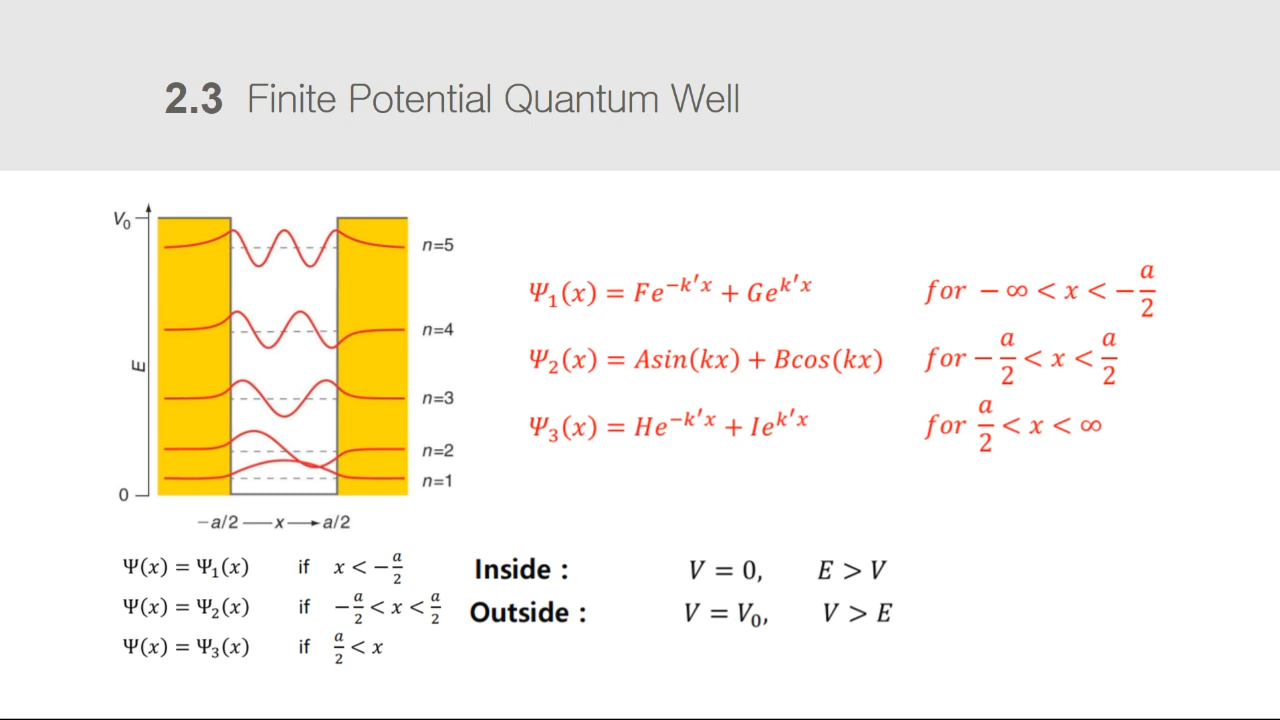 2.3 Finite Potential Quantum Well
V₀
E
0
n=5
n=4
n=3
n=2
n=1
−a/2 — x → a/2
Ψ₁(x) = Fe^{−k′x} + Ge^{k′x} for − ∞ < x < −a/2
Ψ₂(x) = Asin(kx) + Bcos(kx) for −a/2 < x < a/2
Ψ₃(x) = He^{−k′x} + Ie^{k′x} for a/2 < x < ∞
Ψ(x) = Ψ₁(x) if x < −a/2
Ψ(x) = Ψ₂(x) if −a/2 < x < a/2
Ψ(x) = Ψ₃(x) if a/2 < x
Inside : V = 0, E > V
Outside : V = V₀, V > E